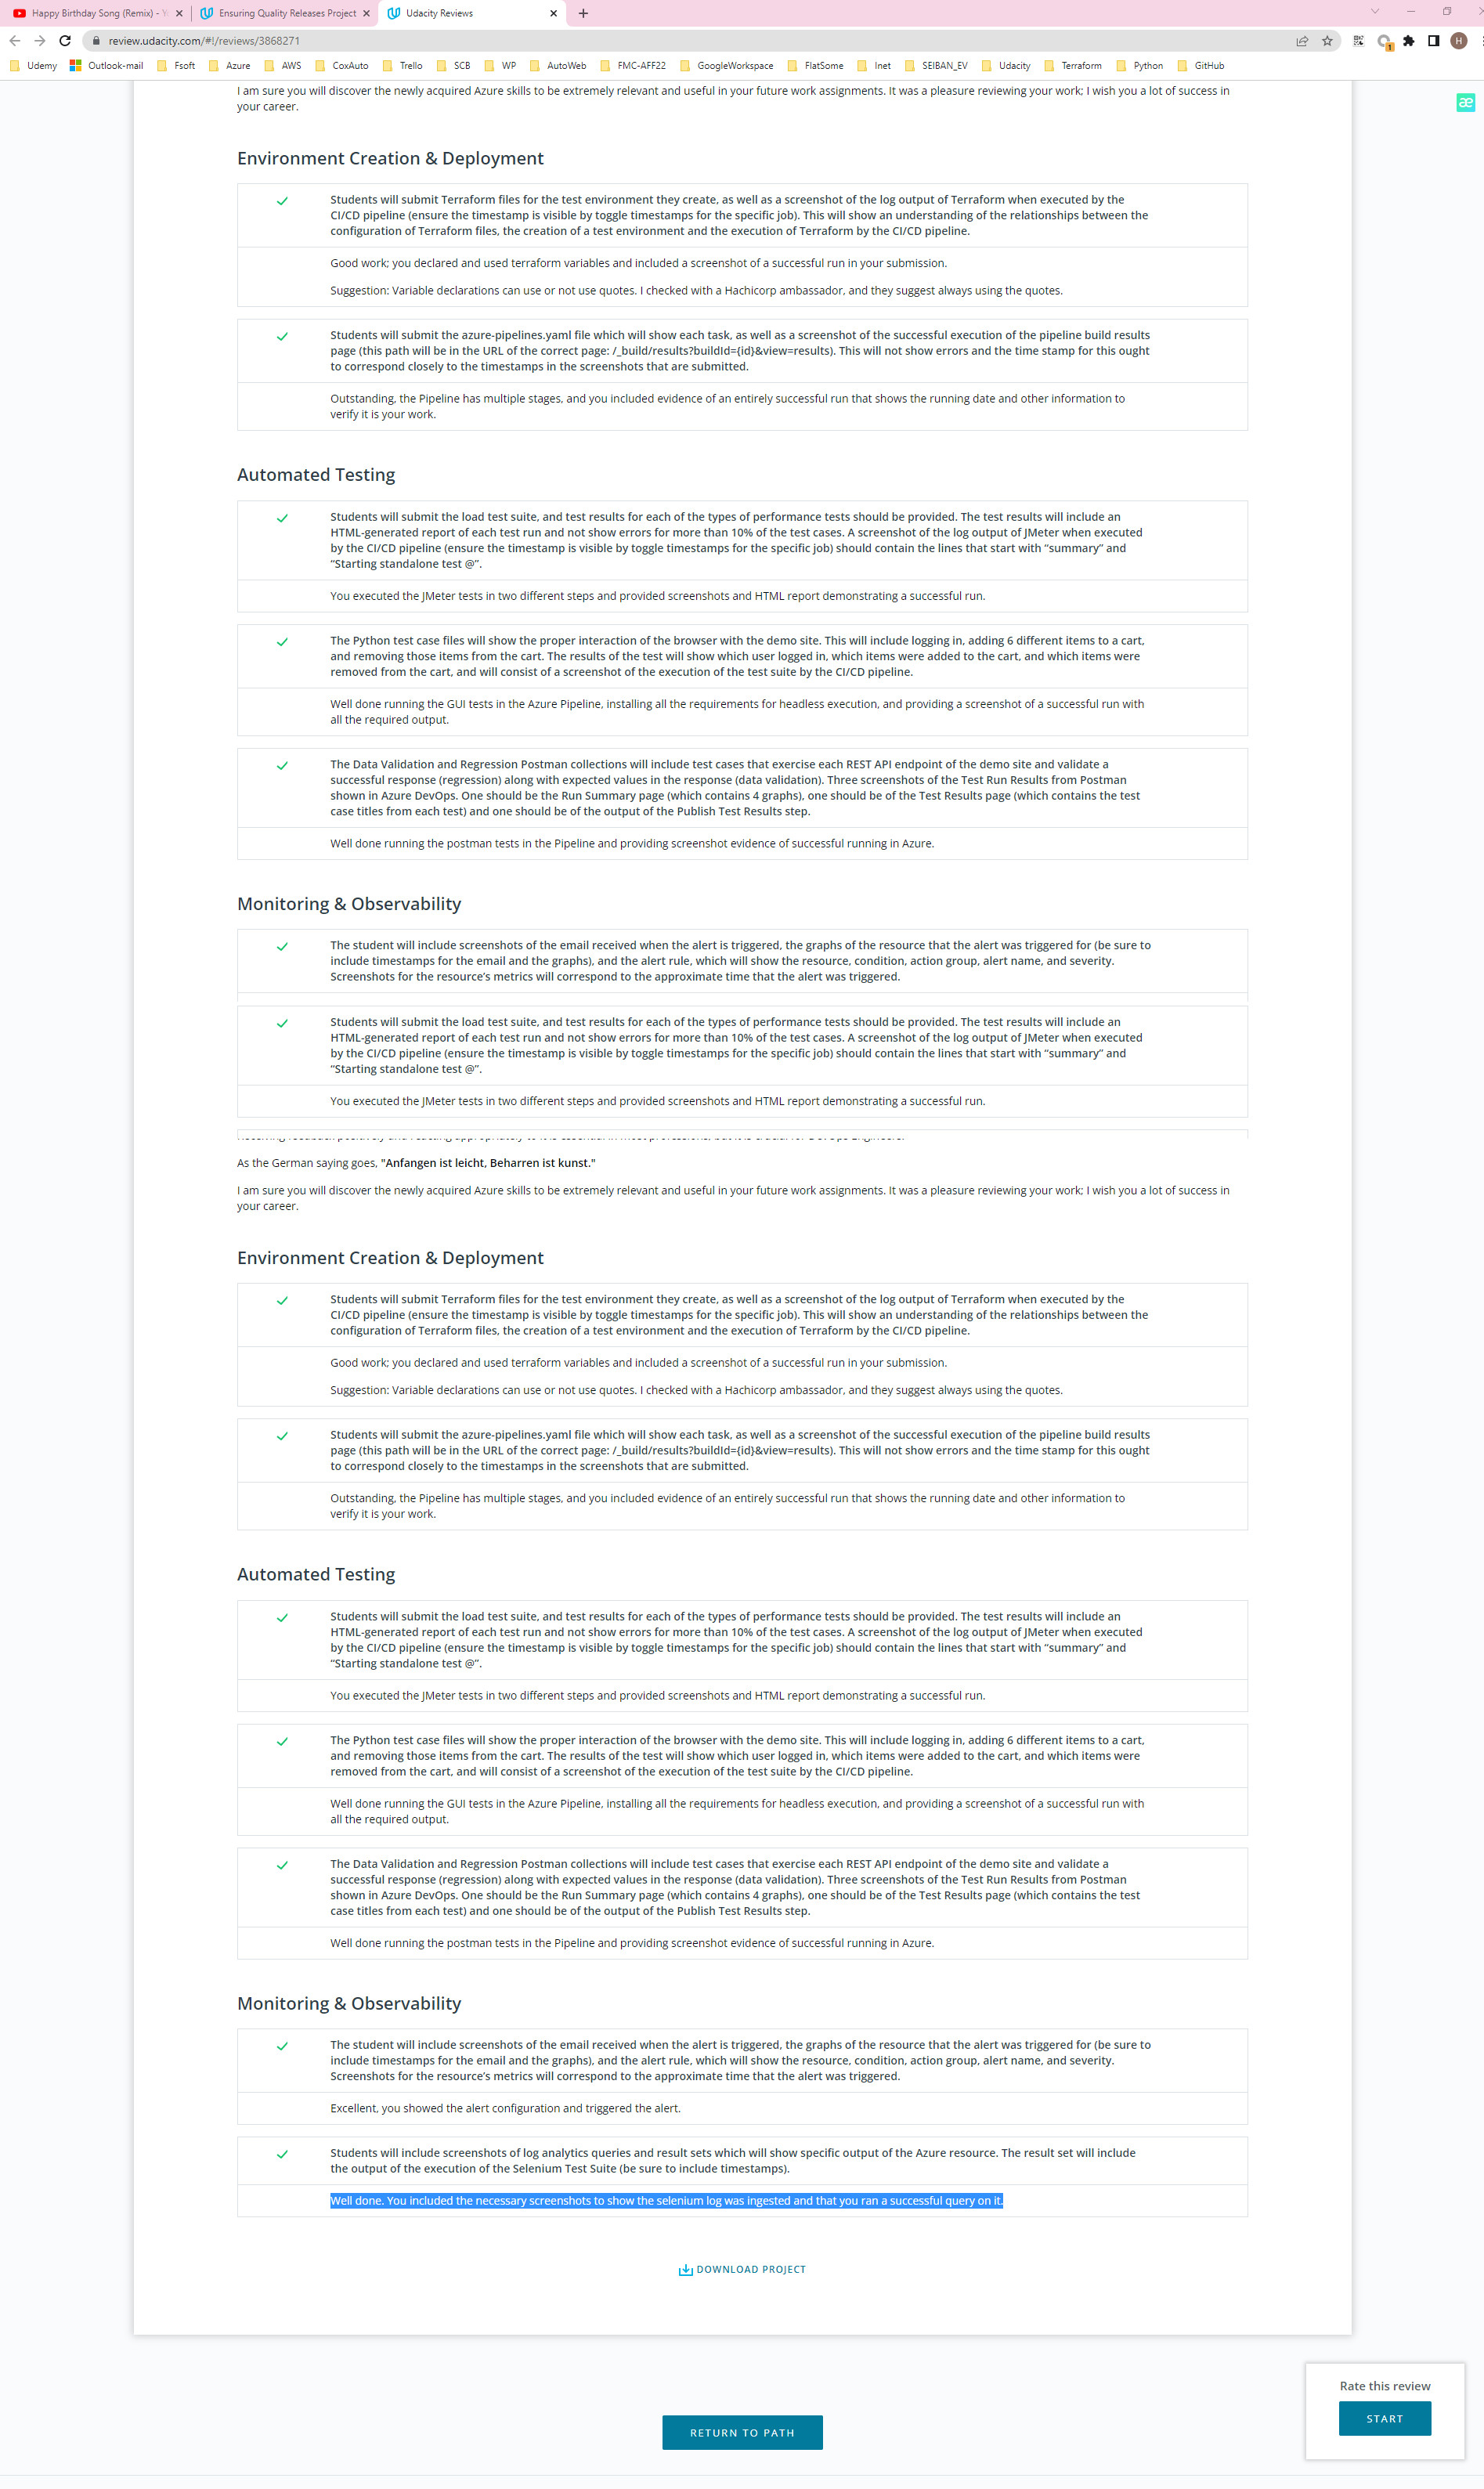 Happy Birthday Song (Remix) - Y
Ensuring Quality Releases Project
Udacity Reviews
review.udacity.com/#!/reviews/3868271
H
Udemy Outlook-mail Fsoft Azure AWS CoxAuto Trello SCB WP AutoWeb FMC-AFF22 GoogleWorkspace FlatSome Inet SEIBAN_EV Udacity Terraform Python GitHub
I am sure you will discover the newly acquired Azure skills to be extremely relevant and useful in your future work assignments. It was a pleasure reviewing your work; I wish you a lot of success in
your career.
æ
Environment Creation & Deployment
Students will submit Terraform files for the test environment they create, as well as a screenshot of the log output of Terraform when executed by the
CI/CD pipeline (ensure the timestamp is visible by toggle timestamps for the specific job). This will show an understanding of the relationships between the
configuration of Terraform files, the creation of a test environment and the execution of Terraform by the CI/CD pipeline.
Good work; you declared and used terraform variables and included a screenshot of a successful run in your submission.
Suggestion: Variable declarations can use or not use quotes. I checked with a Hachicorp ambassador, and they suggest always using the quotes.
Students will submit the azure-pipelines.yaml file which will show each task, as well as a screenshot of the successful execution of the pipeline build results
page (this path will be in the URL of the correct page: /_build/results?buildId={id}&view=results). This will not show errors and the time stamp for this ought
to correspond closely to the timestamps in the screenshots that are submitted.
Outstanding, the Pipeline has multiple stages, and you included evidence of an entirely successful run that shows the running date and other information to
verify it is your work.
Automated Testing
Students will submit the load test suite, and test results for each of the types of performance tests should be provided. The test results will include an
HTML-generated report of each test run and not show errors for more than 10% of the test cases. A screenshot of the log output of JMeter when executed
by the CI/CD pipeline (ensure the timestamp is visible by toggle timestamps for the specific job) should contain the lines that start with “summary” and
“Starting standalone test @”.
You executed the JMeter tests in two different steps and provided screenshots and HTML report demonstrating a successful run.
The Python test case files will show the proper interaction of the browser with the demo site. This will include logging in, adding 6 different items to a cart,
and removing those items from the cart. The results of the test will show which user logged in, which items were added to the cart, and which items were
removed from the cart, and will consist of a screenshot of the execution of the test suite by the CI/CD pipeline.
Well done running the GUI tests in the Azure Pipeline, installing all the requirements for headless execution, and providing a screenshot of a successful run with
all the required output.
The Data Validation and Regression Postman collections will include test cases that exercise each REST API endpoint of the demo site and validate a
successful response (regression) along with expected values in the response (data validation). Three screenshots of the Test Run Results from Postman
shown in Azure DevOps. One should be the Run Summary page (which contains 4 graphs), one should be of the Test Results page (which contains the test
case titles from each test) and one should be of the output of the Publish Test Results step.
Well done running the postman tests in the Pipeline and providing screenshot evidence of successful running in Azure.
Monitoring & Observability
The student will include screenshots of the email received when the alert is triggered, the graphs of the resource that the alert was triggered for (be sure to
include timestamps for the email and the graphs), and the alert rule, which will show the resource, condition, action group, alert name, and severity.
Screenshots for the resource’s metrics will correspond to the approximate time that the alert was triggered.
Students will submit the load test suite, and test results for each of the types of performance tests should be provided. The test results will include an
HTML-generated report of each test run and not show errors for more than 10% of the test cases. A screenshot of the log output of JMeter when executed
by the CI/CD pipeline (ensure the timestamp is visible by toggle timestamps for the specific job) should contain the lines that start with “summary” and
“Starting standalone test @”.
You executed the JMeter tests in two different steps and provided screenshots and HTML report demonstrating a successful run.
As the German saying goes, "Anfangen ist leicht, Beharren ist kunst."
I am sure you will discover the newly acquired Azure skills to be extremely relevant and useful in your future work assignments. It was a pleasure reviewing your work; I wish you a lot of success in
your career.
Environment Creation & Deployment
Students will submit Terraform files for the test environment they create, as well as a screenshot of the log output of Terraform when executed by the
CI/CD pipeline (ensure the timestamp is visible by toggle timestamps for the specific job). This will show an understanding of the relationships between the
configuration of Terraform files, the creation of a test environment and the execution of Terraform by the CI/CD pipeline.
Good work; you declared and used terraform variables and included a screenshot of a successful run in your submission.
Suggestion: Variable declarations can use or not use quotes. I checked with a Hachicorp ambassador, and they suggest always using the quotes.
Students will submit the azure-pipelines.yaml file which will show each task, as well as a screenshot of the successful execution of the pipeline build results
page (this path will be in the URL of the correct page: /_build/results?buildId={id}&view=results). This will not show errors and the time stamp for this ought
to correspond closely to the timestamps in the screenshots that are submitted.
Outstanding, the Pipeline has multiple stages, and you included evidence of an entirely successful run that shows the running date and other information to
verify it is your work.
Automated Testing
Students will submit the load test suite, and test results for each of the types of performance tests should be provided. The test results will include an
HTML-generated report of each test run and not show errors for more than 10% of the test cases. A screenshot of the log output of JMeter when executed
by the CI/CD pipeline (ensure the timestamp is visible by toggle timestamps for the specific job) should contain the lines that start with “summary” and
“Starting standalone test @”.
You executed the JMeter tests in two different steps and provided screenshots and HTML report demonstrating a successful run.
The Python test case files will show the proper interaction of the browser with the demo site. This will include logging in, adding 6 different items to a cart,
and removing those items from the cart. The results of the test will show which user logged in, which items were added to the cart, and which items were
removed from the cart, and will consist of a screenshot of the execution of the test suite by the CI/CD pipeline.
Well done running the GUI tests in the Azure Pipeline, installing all the requirements for headless execution, and providing a screenshot of a successful run with
all the required output.
The Data Validation and Regression Postman collections will include test cases that exercise each REST API endpoint of the demo site and validate a
successful response (regression) along with expected values in the response (data validation). Three screenshots of the Test Run Results from Postman
shown in Azure DevOps. One should be the Run Summary page (which contains 4 graphs), one should be of the Test Results page (which contains the test
case titles from each test) and one should be of the output of the Publish Test Results step.
Well done running the postman tests in the Pipeline and providing screenshot evidence of successful running in Azure.
Monitoring & Observability
The student will include screenshots of the email received when the alert is triggered, the graphs of the resource that the alert was triggered for (be sure to
include timestamps for the email and the graphs), and the alert rule, which will show the resource, condition, action group, alert name, and severity.
Screenshots for the resource’s metrics will correspond to the approximate time that the alert was triggered.
Excellent, you showed the alert configuration and triggered the alert.
Students will include screenshots of log analytics queries and result sets which will show specific output of the Azure resource. The result set will include
the output of the execution of the Selenium Test Suite (be sure to include timestamps).
Well done. You included the necessary screenshots to show the selenium log was ingested and that you ran a successful query on it.
DOWNLOAD PROJECT
Rate this review
START
RETURN TO PATH